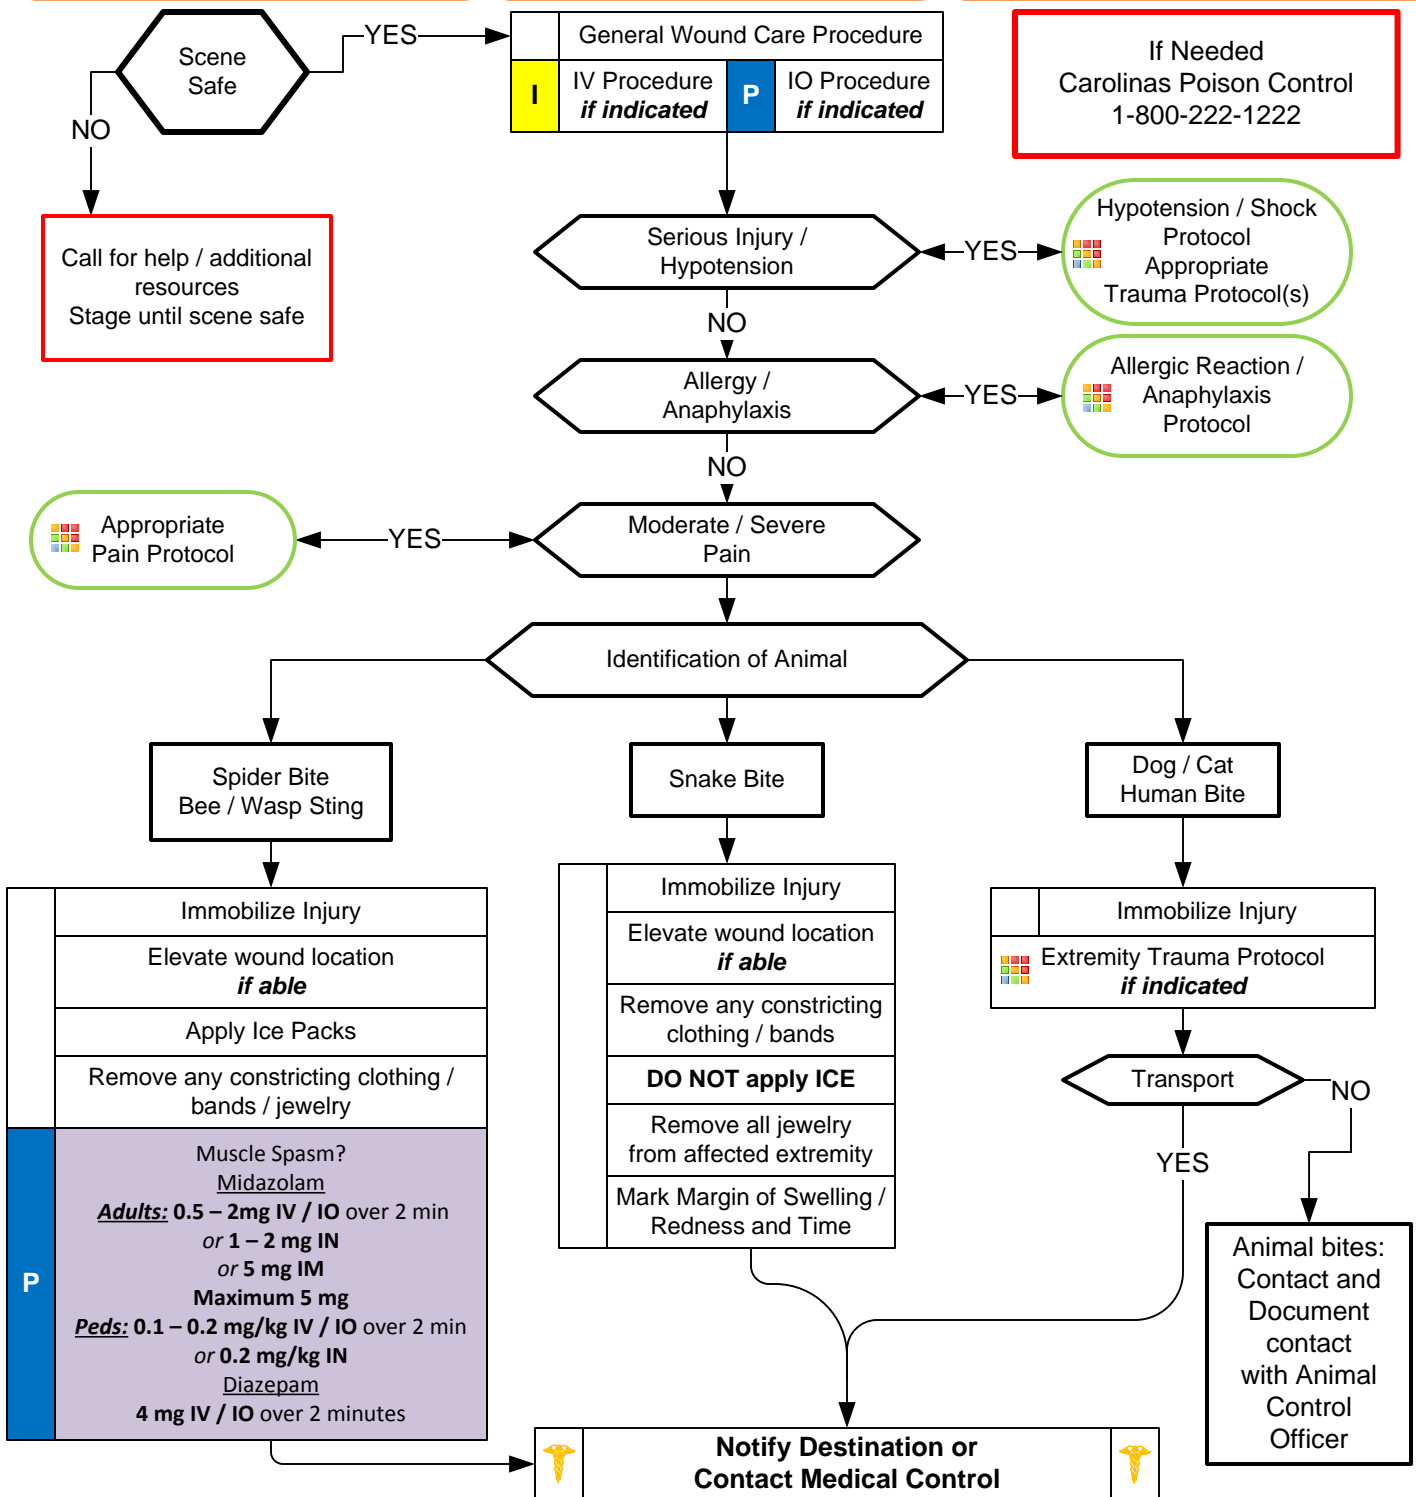 Scene
Safe
YES
NO
General Wound Care Procedure
I
IV Procedure
if indicated
P
IO Procedure
if indicated
If Needed
Carolinas Poison Control
1-800-222-1222
Call for help / additional
resources
Stage until scene safe
Serious Injury /
Hypotension
YES
Hypotension / Shock
Protocol
Appropriate
Trauma Protocol(s)
NO
Allergy /
Anaphylaxis
YES
Allergic Reaction /
Anaphylaxis
Protocol
NO
Appropriate
Pain Protocol
YES
Moderate / Severe
Pain
Identification of Animal
Spider Bite
Bee / Wasp Sting
Snake Bite
Dog / Cat
Human Bite
Immobilize Injury
Elevate wound location
if able
Apply Ice Packs
Remove any constricting clothing /
bands / jewelry
P
Muscle Spasm?
Midazolam
Adults: 0.5 – 2mg IV / IO over 2 min
or 1 – 2 mg IN
or 5 mg IM
Maximum 5 mg
Peds: 0.1 – 0.2 mg/kg IV / IO over 2 min
or 0.2 mg/kg IN
Diazepam
4 mg IV / IO over 2 minutes
Immobilize Injury
Elevate wound location
if able
Remove any constricting
clothing / bands
DO NOT apply ICE
Remove all jewelry
from affected extremity
Mark Margin of Swelling /
Redness and Time
Immobilize Injury
Extremity Trauma Protocol
if indicated
Transport
NO
YES
Animal bites:
Contact and
Document
contact
with Animal
Control
Officer
Notify Destination or
Contact Medical Control